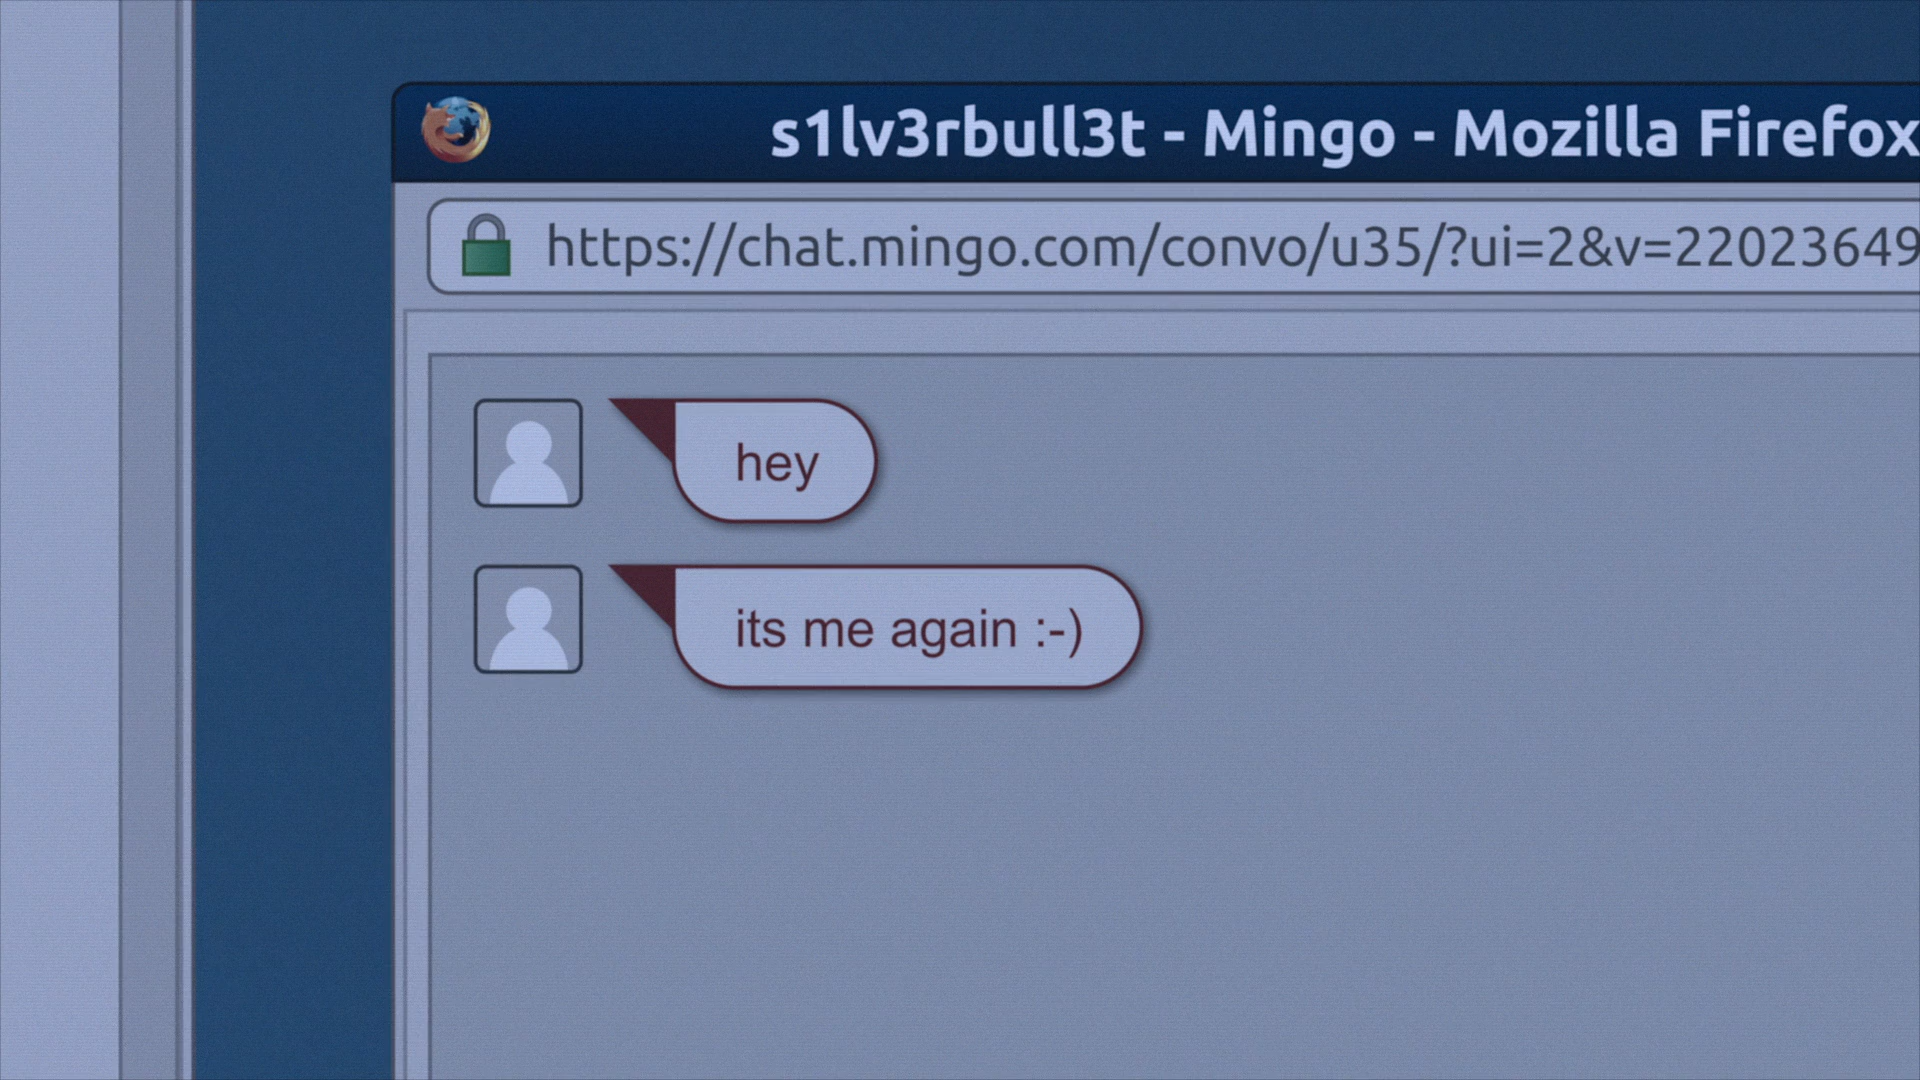 s1lv3rbull3t - Mingo - Mozilla Firefox
https://chat.mingo.com/convo/u35/?ui=2&v=22023649
hey
its me again :-)